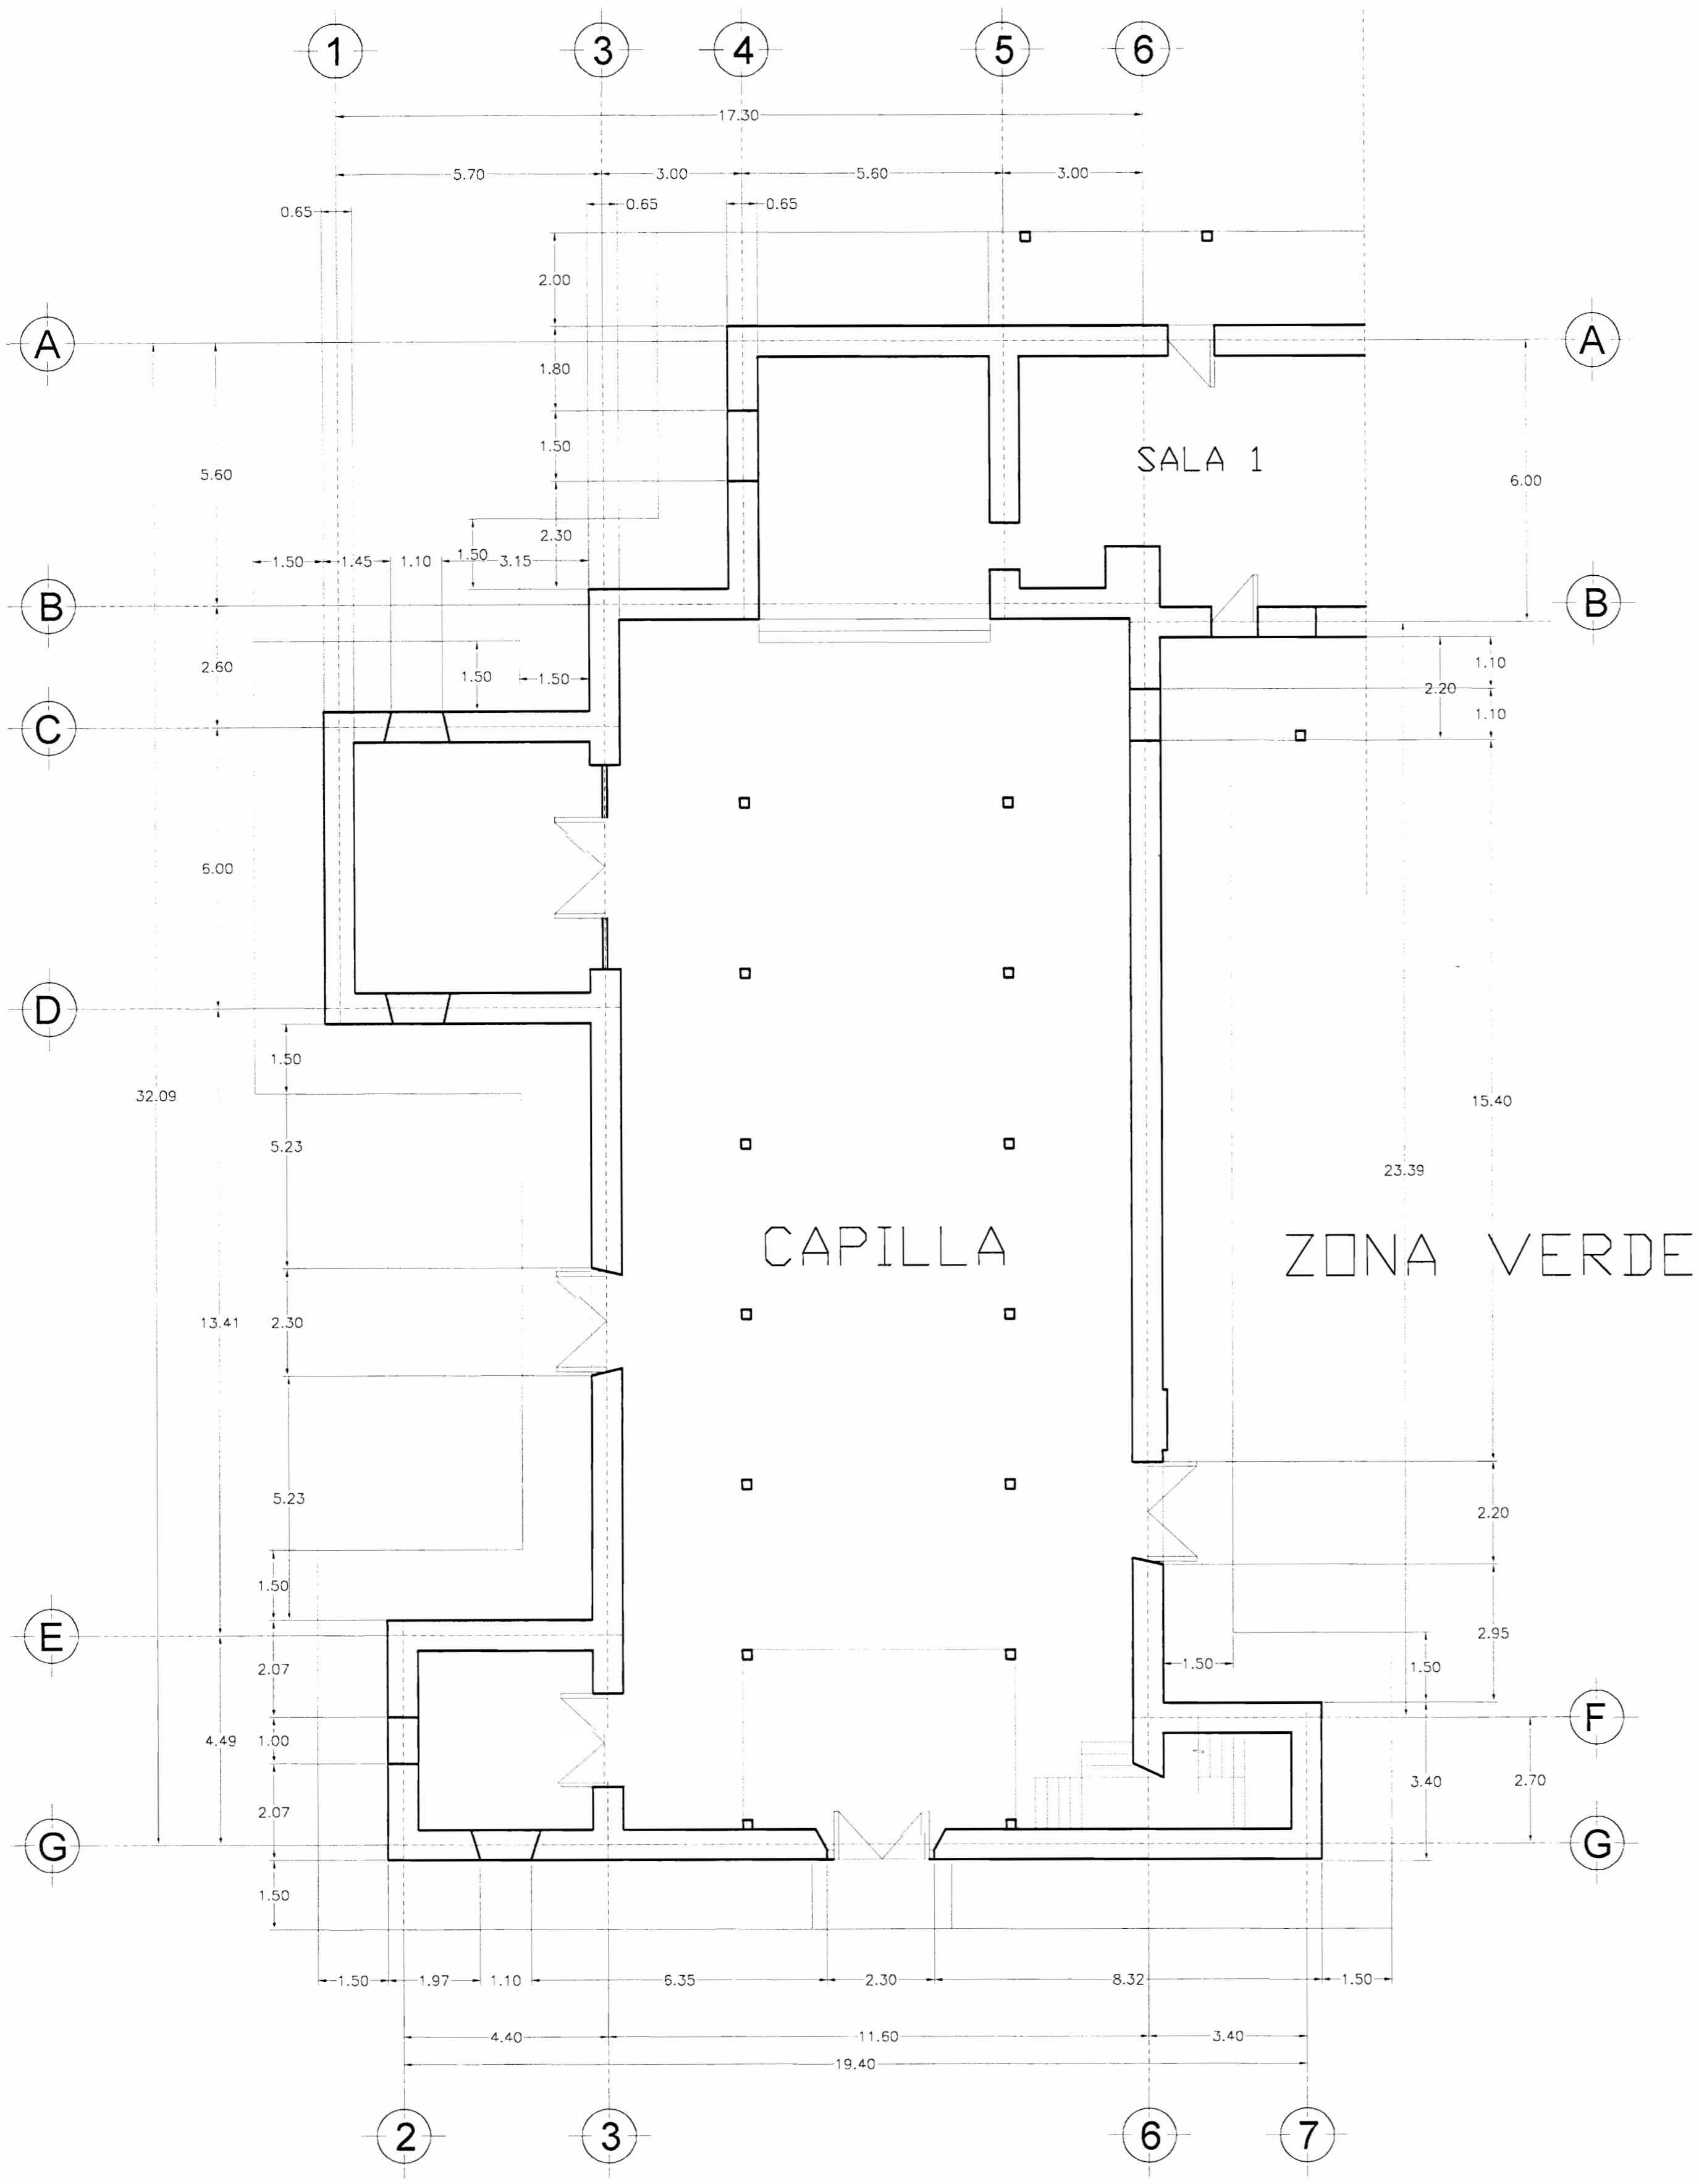 1 3 4 5 6
17.30
5.70 3.00 5.60 3.00
0.65 0.65 0.65
2.00
A A
1.80
1.50
SALA 1
5.60 6.00
2.30
1.50
1.50 1.45 1.10 3.15
B B
2.60 1.10
1.50 1.50 2.20
1.10
C
6.00
D
1.50
32.09 15.40
5.23
23.39
CAPILLA ZONA VERDE
13.41 2.30
5.23
2.20
1.50
E 2.95
2.07 1.50 1.50
F
4.49 1.00
3.40 2.70
2.07
G G
1.50
1.50 1.97 1.10 6.35 2.30 8.32 1.50
4.40 11.60 3.40
19.40
2 3 6 7